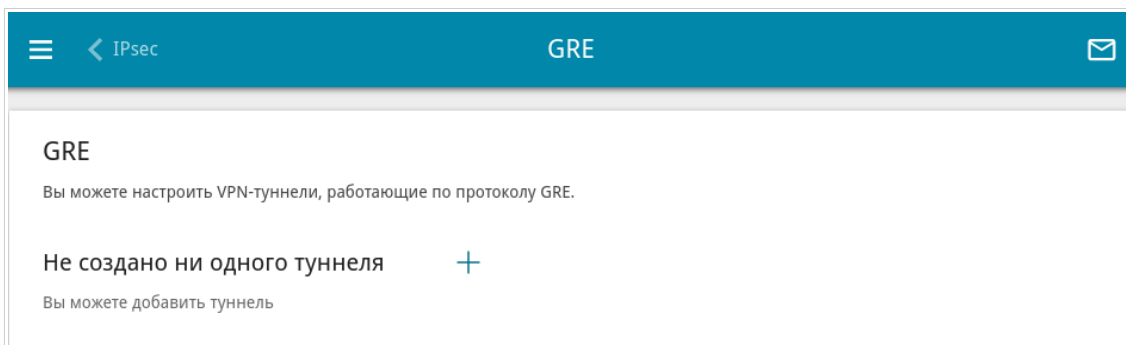 IPsec
GRE
GRE
Вы можете настроить VPN-туннели, работающие по протоколу GRE.
Не создано ни одного туннеля
Вы можете добавить туннель